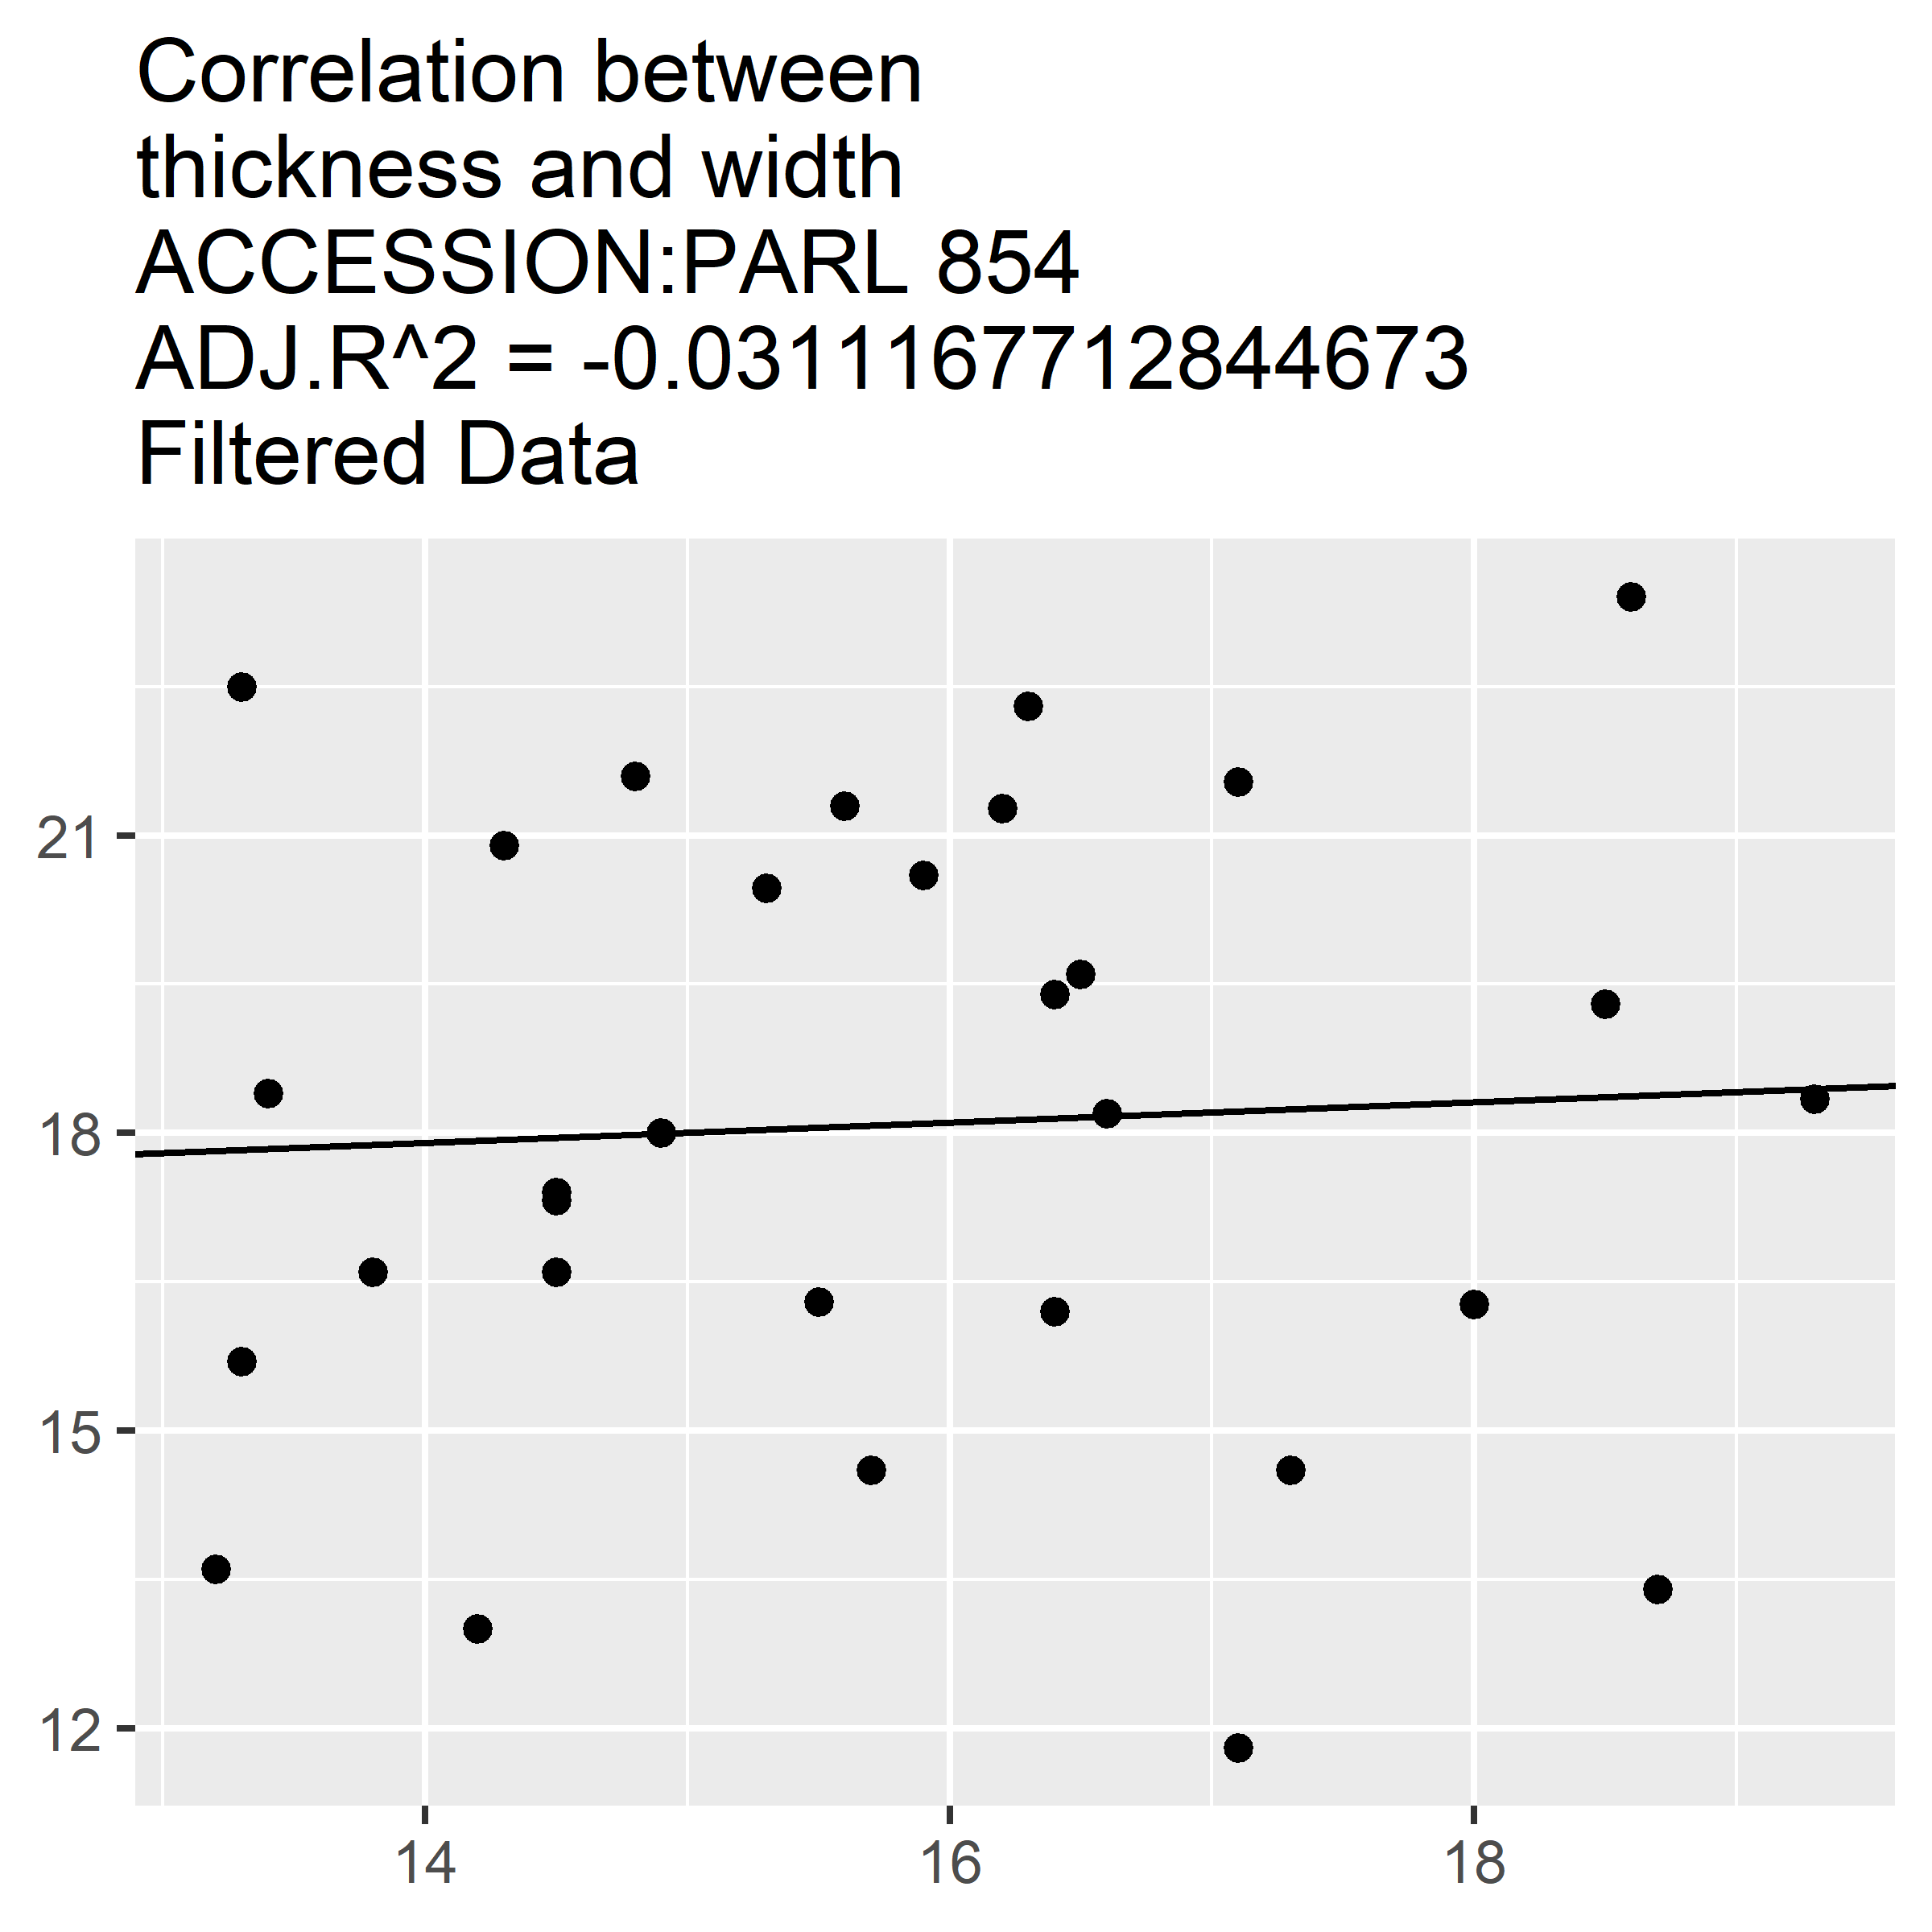 Correlation between
thickness and width
ACCESSION:PARL 854
ADJ.R^2 = -0.0311167712844673
Filtered Data
21
18
15
12
14 16 18